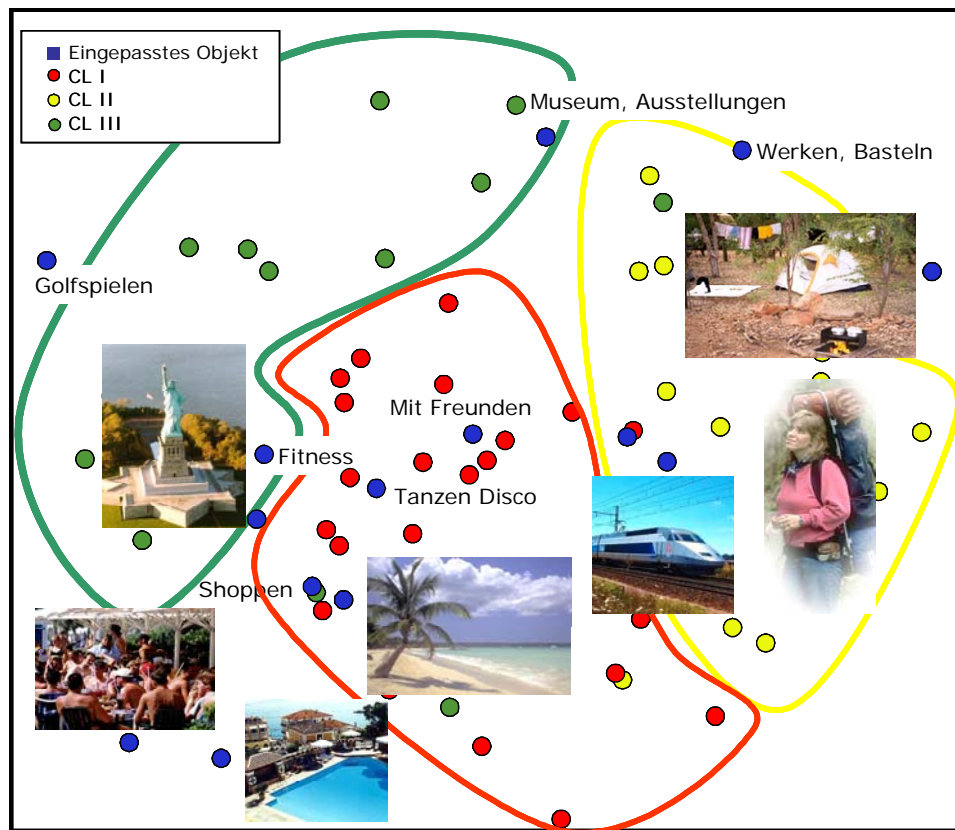 Eingepasstes Objekt
CL I
CL II
CL III
Museum, Ausstellungen
Werken, Basteln
Golfspielen
Mit Freunden
Fitness
Tanzen Disco
Shoppen